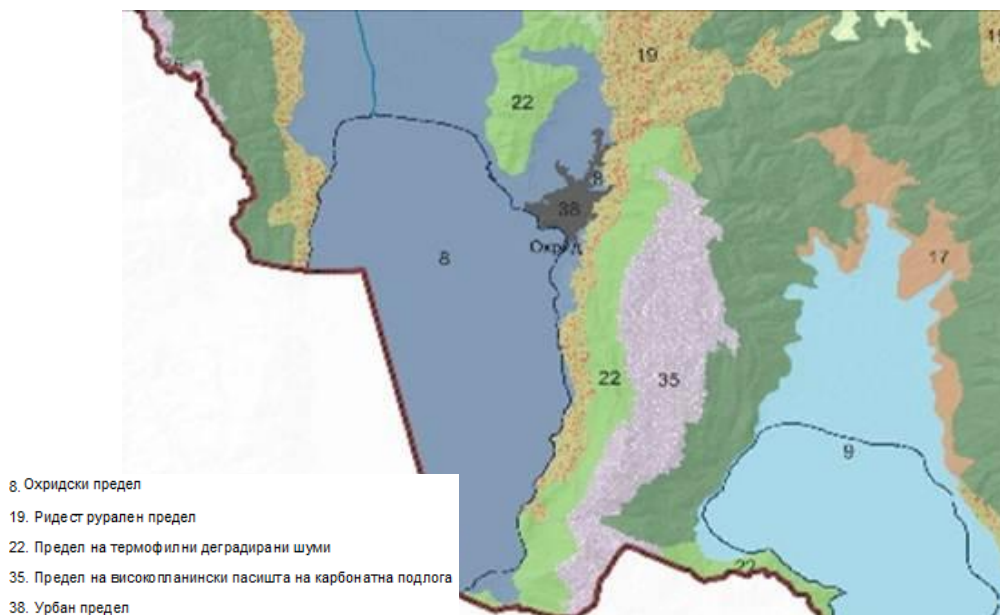 19
22
8
38
Охрид
8
17
22
35
9
22
8. Охридски предел
19. Ридест рурален предел
22. Предел на термофилни деградирани шуми
35. Предел на високопланински пасишта на карбонатна подлога
38. Урбан предел